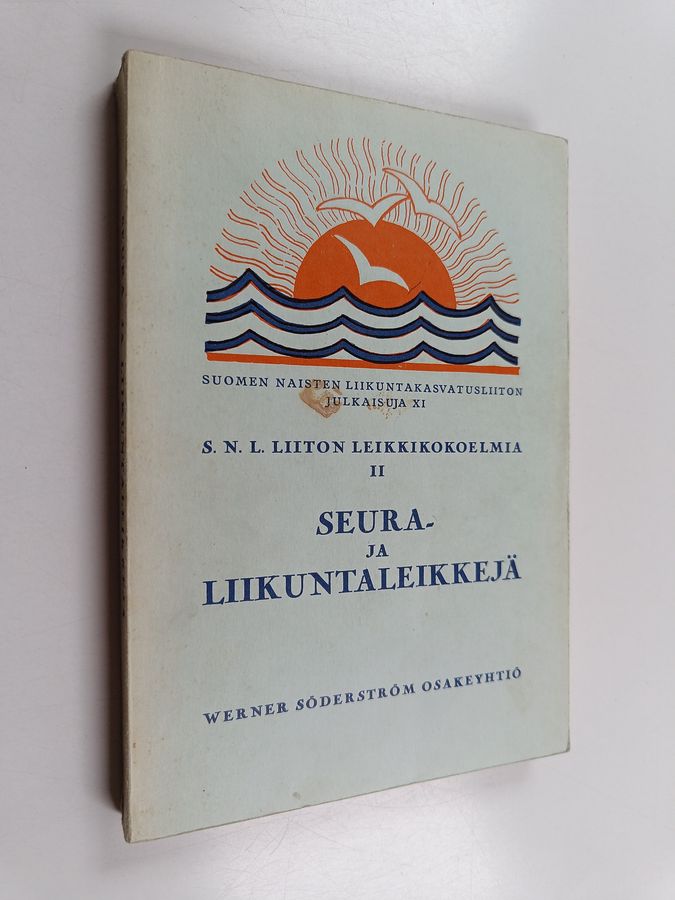 SUOMEN NAISTEN LIIKUNTAKASVATUSLIITON
JULKAISUJA XI
S. N. L. LIITON LEIKKIKOKOELMIA
II
SEURA-
JA
LIIKUNTALEIKKEJÄ
WERNER SÖDERSTRÖM OSAKEYHTIÖ